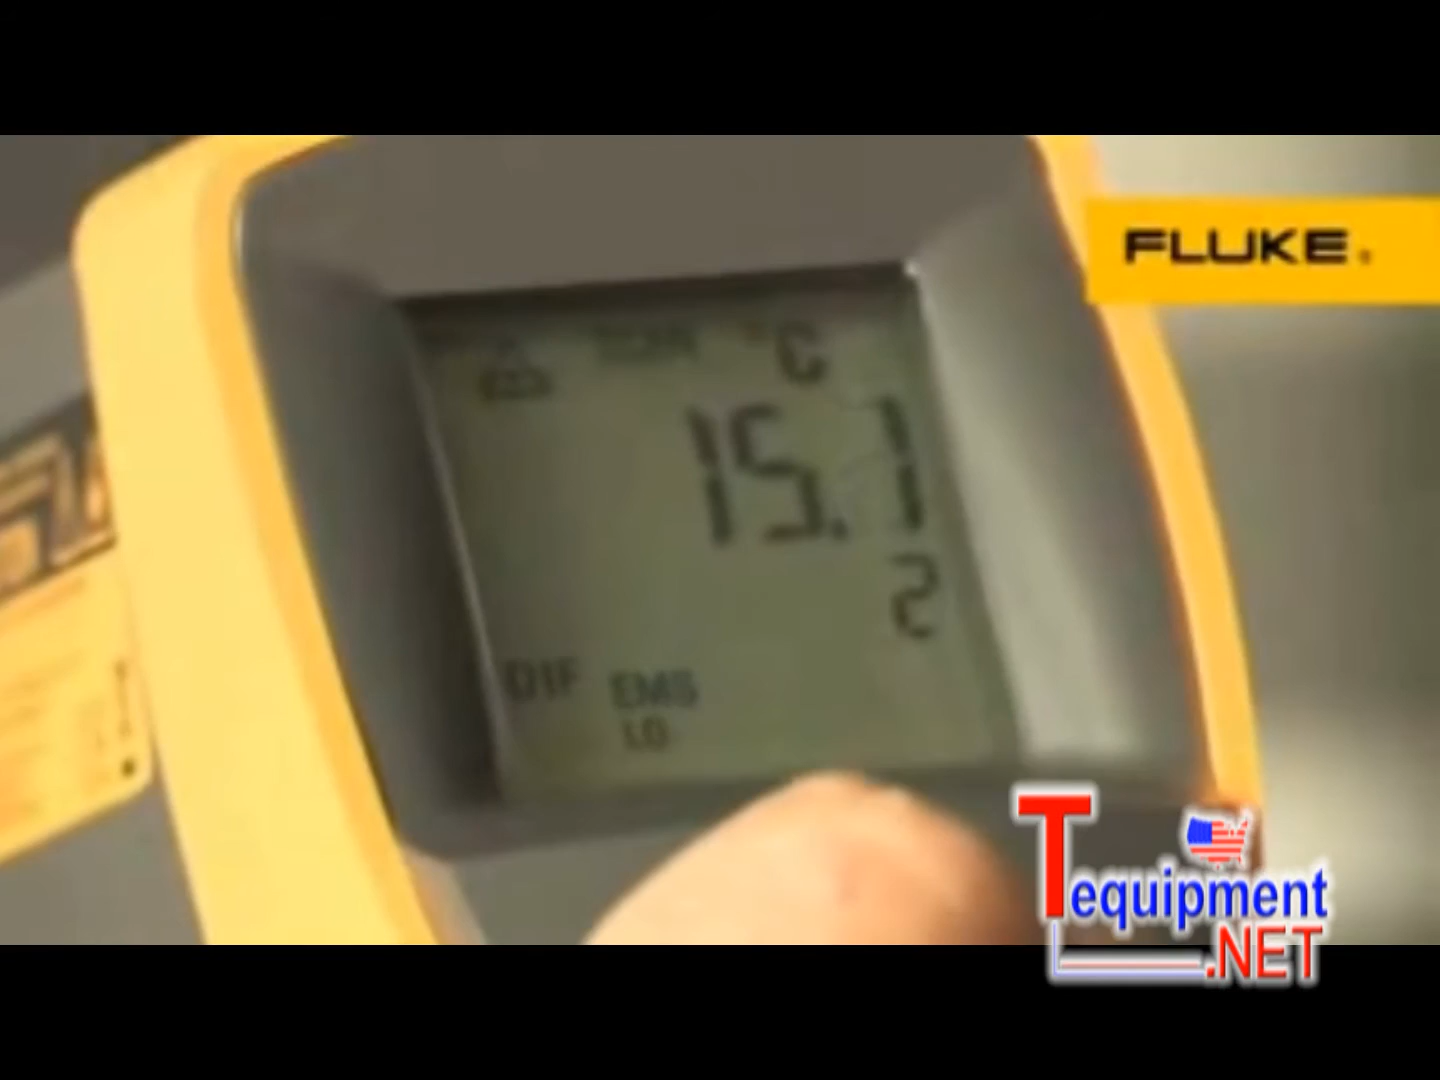 FLUKE®
°C
15.1
2
DIF EMS
LO
Tequipment
.NET